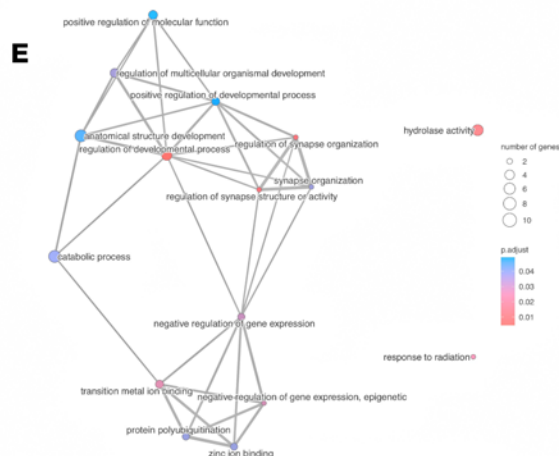 E
positive regulation of molecular function
regulation of multicellular organismal development
positive regulation of developmental process
anatomical structure development
regulation of developmental process
regulation of synapse organization
synapse organization
regulation of synapse structure or activity
catabolic process
negative regulation of gene expression
transition metal ion binding
negative regulation of gene expression, epigenetic
protein polyubiquitination
zinc ion binding
hydrolase activity
response to radiation
number of genes
2
4
6
8
10
p.adjust
0.04
0.03
0.02
0.01